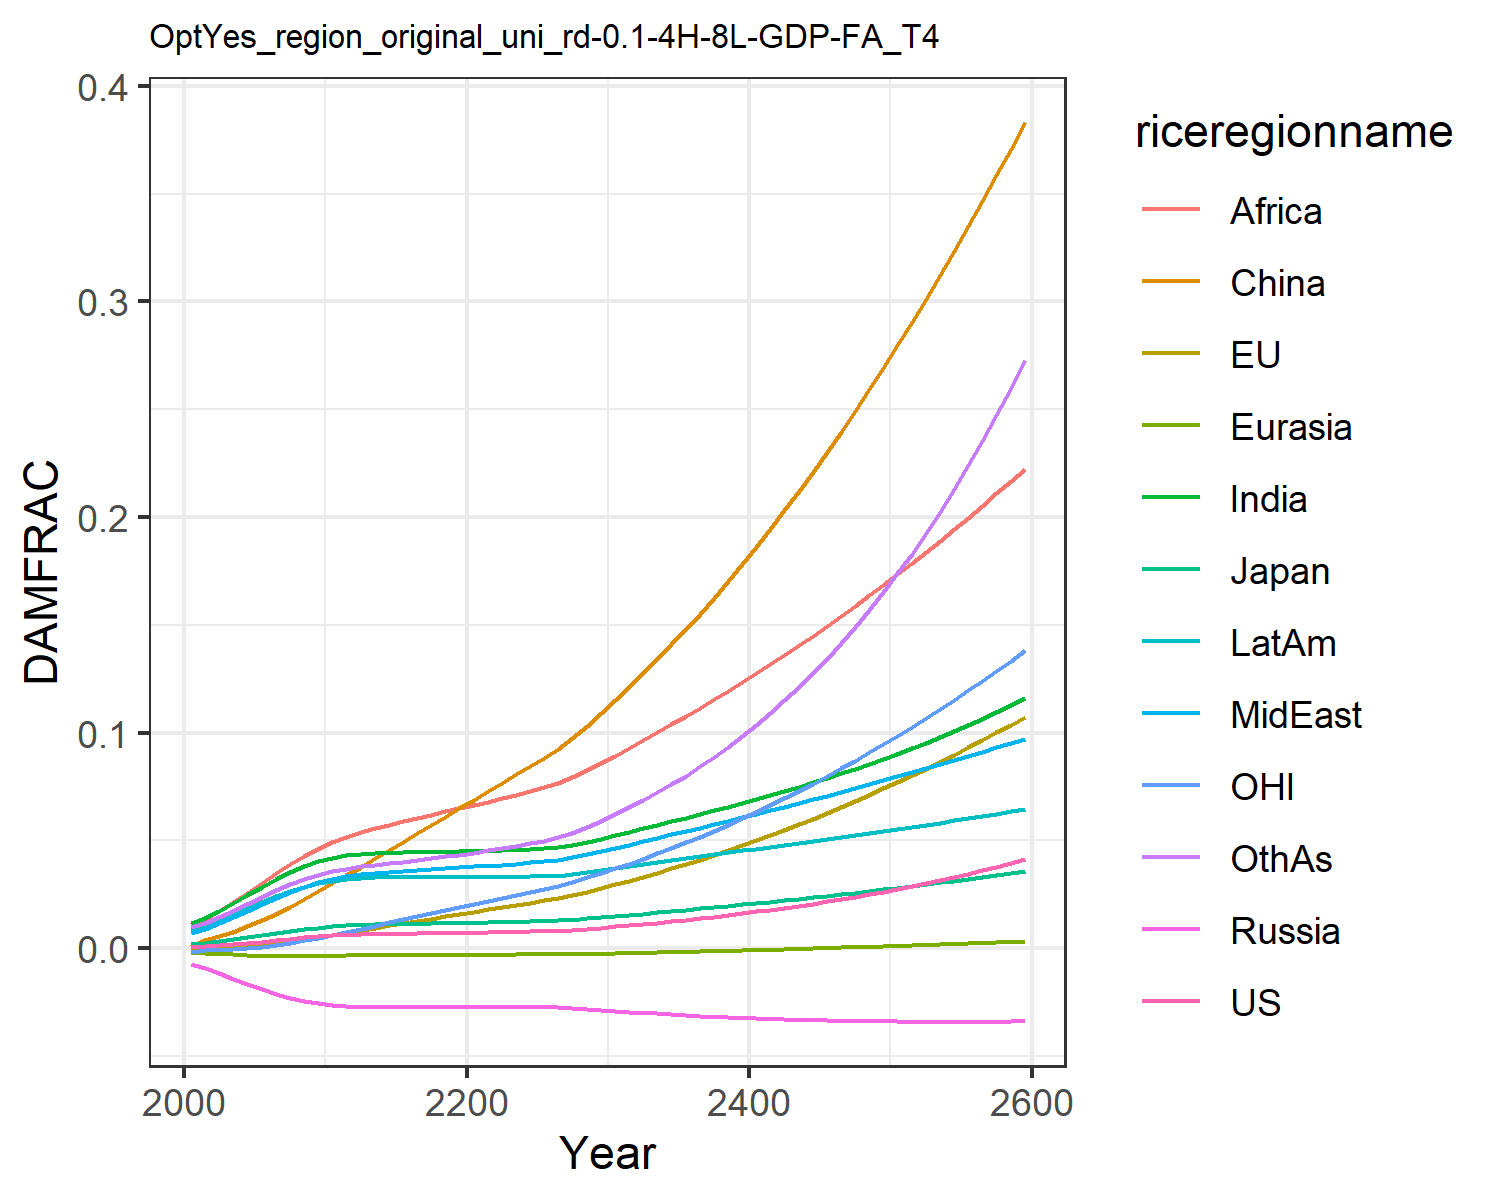 OptYes_region_original_uni_rd-0.1-4H-8L-GDP-FA_T4
0.4
0.3
0.2
0.1
0.0
DAMFRAC
2000
2200
2400
2600
Year
riceregionname
Africa
China
EU
Eurasia
India
Japan
LatAm
MidEast
OHI
OthAs
Russia
US